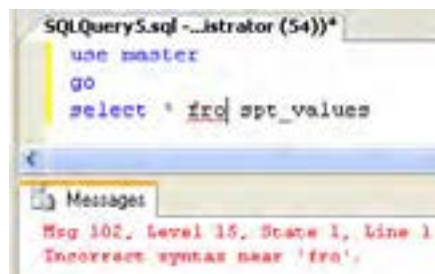 SQLQuery5.sql -...istrator (54))*
use master
go
select * fro spt_values
Messages
Msg 102, Level 15, State 1, Line 1
Incorrect syntax near 'fro'.